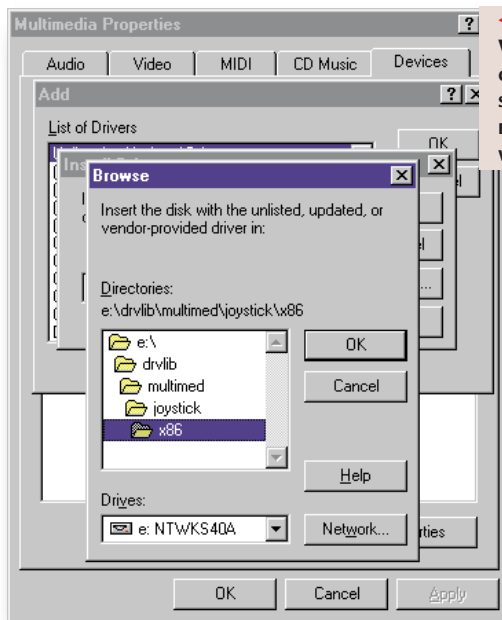 Multimedia Properties
?
Audio Video MIDI CD Music Devices
Add
?
List of Drivers
OK
Browse
Insert the disk with the unlisted, updated, or
vendor-provided driver in:
Directories:
e:\drvlib\multimed\joystick\x86
e:\
drvlib
multimed
joystick
x86
OK
Cancel
Help
Drives:
e: NTWKS40A
Network...
OK Cancel Apply